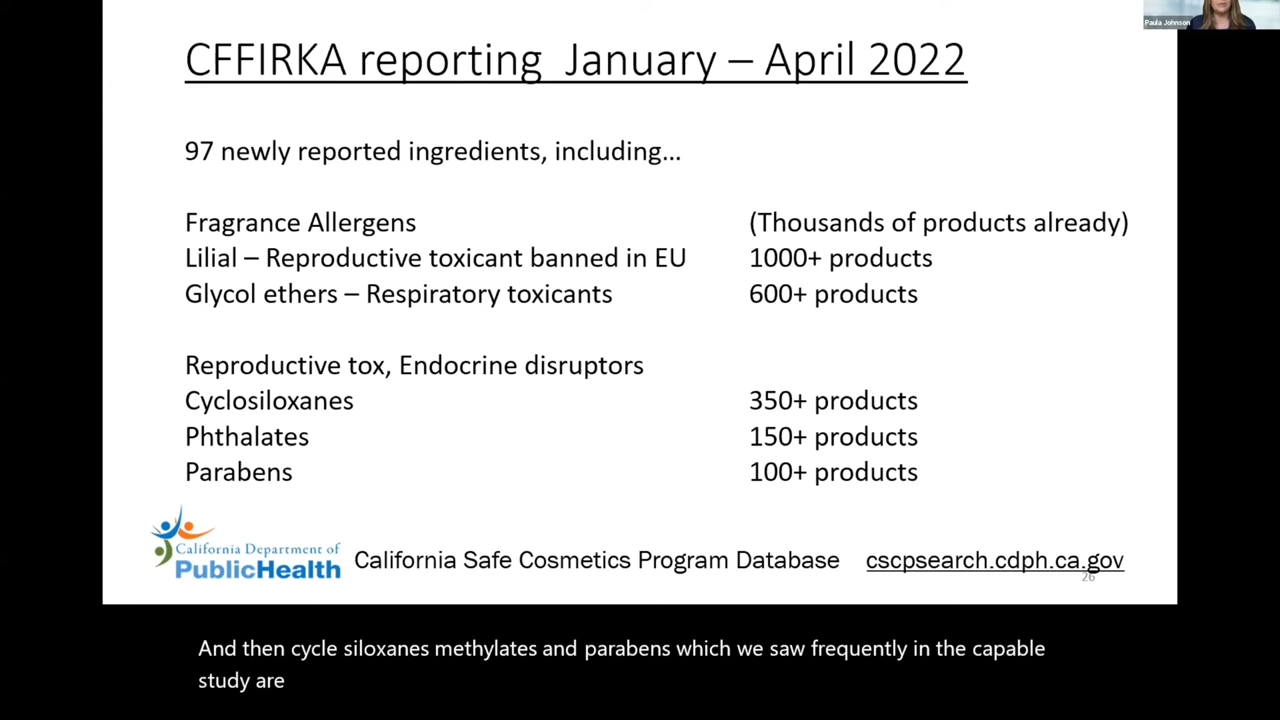 Paula Johnson
CFFIRKA reporting January – April 2022
97 newly reported ingredients, including…
Fragrance Allergens (Thousands of products already)
Lilial – Reproductive toxicant banned in EU 1000+ products
Glycol ethers – Respiratory toxicants 600+ products
Reproductive tox, Endocrine disruptors
Cyclosiloxanes 350+ products
Phthalates 150+ products
Parabens 100+ products
California Department of
PublicHealth
California Safe Cosmetics Program Database cscpsearch.cdph.ca.gov
26
And then cycle siloxanes methylates and parabens which we saw frequently in the capable
study are